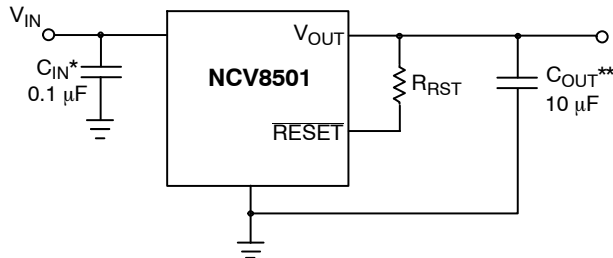 V_IN
C_IN*
0.1 μF
NCV8501
V_OUT
R_RST
RESET
C_OUT**
10 μF